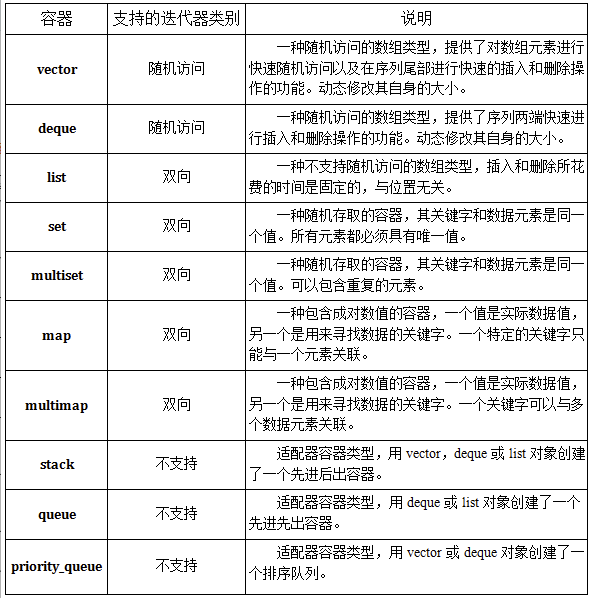 容器 支持的迭代器类别 说明
vector 随机访问 一种随机访问的数组类型，提供了对数组元素进行
快速随机访问以及在序列尾部进行快速的插入和删除操
作的功能。动态修改其自身的大小。
deque 随机访问 一种随机访问的数组类型，提供了序列两端快速进
行插入和删除操作的功能。动态修改其自身的大小。
list 双向 一种不支持随机访问的数组类型，插入和删除所花
费的时间是固定的，与位置无关。
set 双向 一种随机存取的容器，其关键字和数据元素是同一
个值。所有元素都必须具有唯一值。
multiset 双向 一种随机存取的容器，其关键字和数据元素是同一
个值。可以包含重复的元素。
map 双向 一种包含成对数值的容器，一个值是实际数据值，
另一个是用来寻找数据的关键字。一个特定的关键字只
能与一个元素关联。
multimap 双向 一种包含成对数值的容器，一个值是实际数据值，
另一个是用来寻找数据的关键字。一个关键字可以与多
个数据元素关联。
stack 不支持 适配器容器类型，用 vector，deque 或 list 对象创建
了一个先进后出容器。
queue 不支持 适配器容器类型，用 deque 或 list 对象创建了一个
先进先出容器。
priority_queue 不支持 适配器容器类型，用 vector 或 deque 对象创建了一
个排序队列。